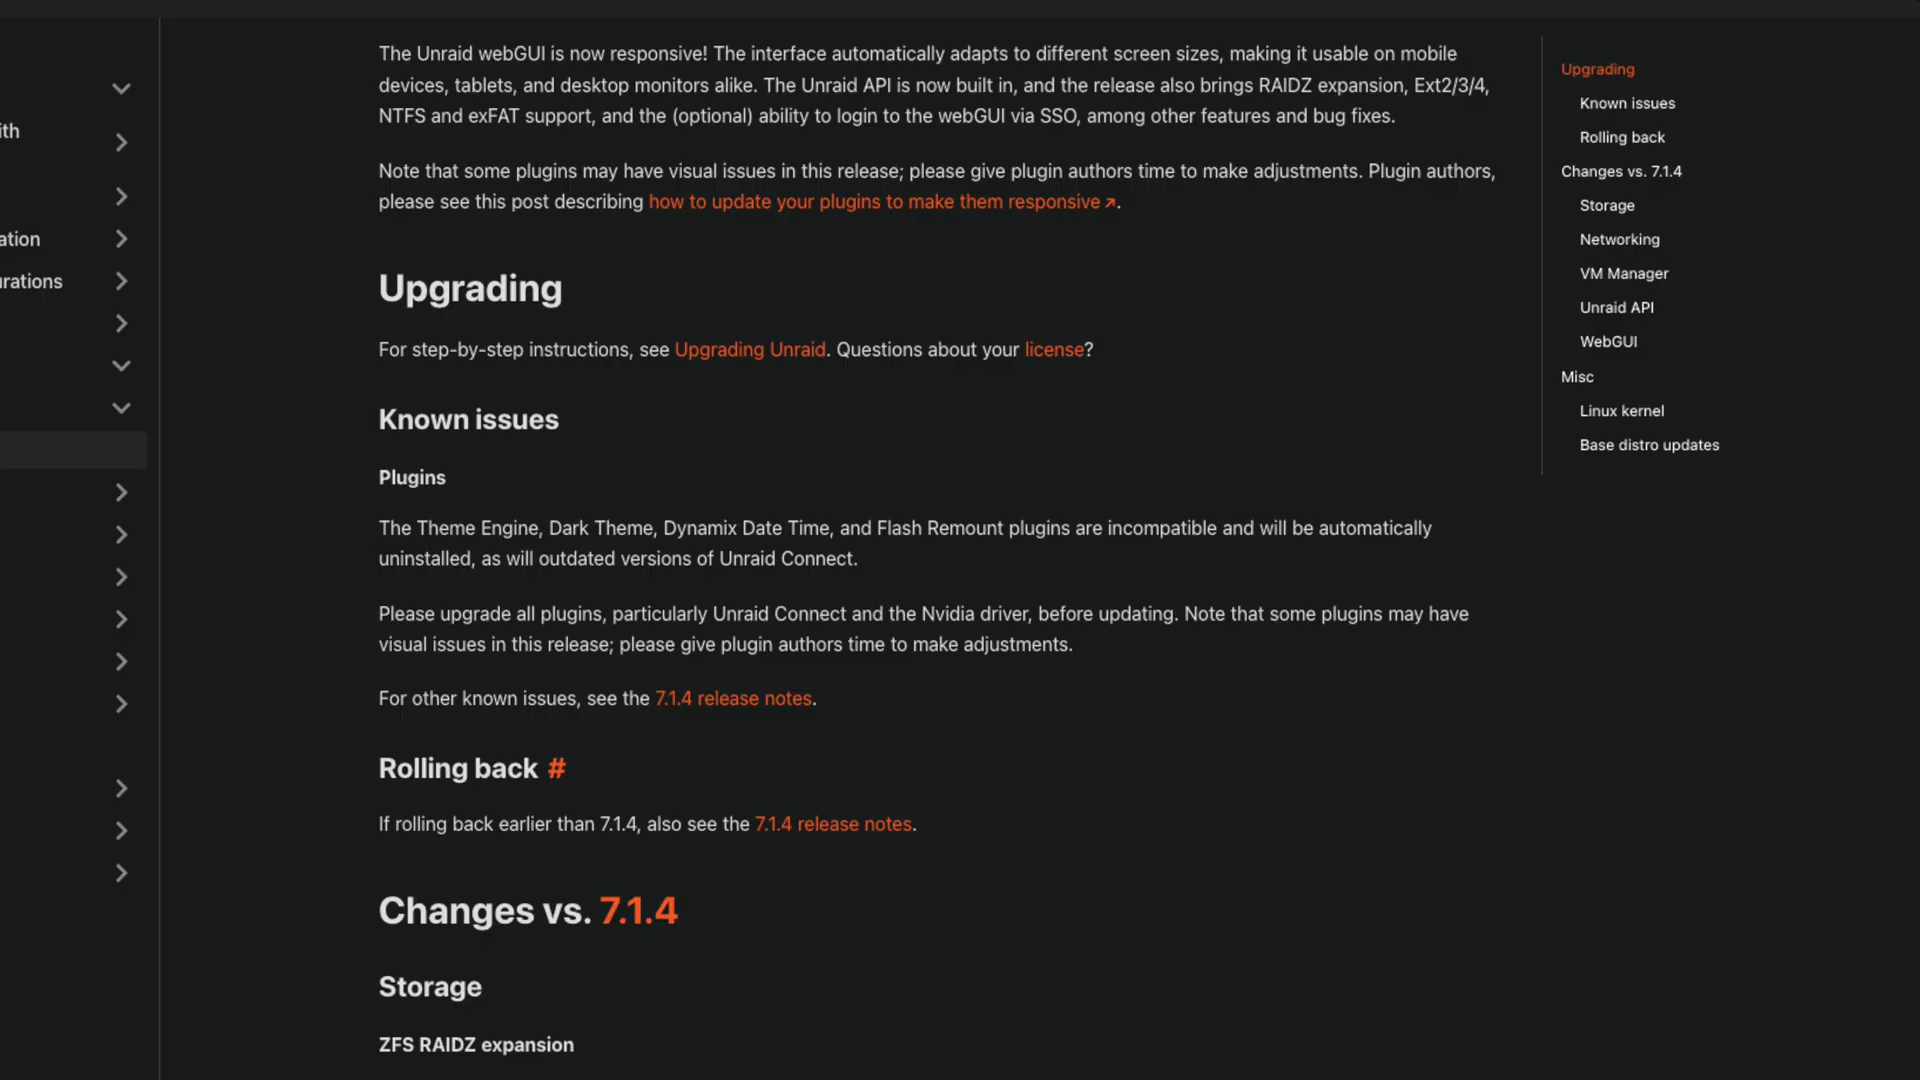 ith
ation
urations
The Unraid webGUI is now responsive! The interface automatically adapts to different screen sizes, making it usable on mobile
devices, tablets, and desktop monitors alike. The Unraid API is now built in, and the release also brings RAIDZ expansion, Ext2/3/4,
NTFS and exFAT support, and the (optional) ability to login to the webGUI via SSO, among other features and bug fixes.
Note that some plugins may have visual issues in this release; please give plugin authors time to make adjustments. Plugin authors,
please see this post describing how to update your plugins to make them responsive ↗.
Upgrading
For step-by-step instructions, see Upgrading Unraid. Questions about your license?
Known issues
Plugins
The Theme Engine, Dark Theme, Dynamix Date Time, and Flash Remount plugins are incompatible and will be automatically
uninstalled, as will outdated versions of Unraid Connect.
Please upgrade all plugins, particularly Unraid Connect and the Nvidia driver, before updating. Note that some plugins may have
visual issues in this release; please give plugin authors time to make adjustments.
For other known issues, see the 7.1.4 release notes.
Rolling back #
If rolling back earlier than 7.1.4, also see the 7.1.4 release notes.
Changes vs. 7.1.4
Storage
ZFS RAIDZ expansion
Upgrading
Known issues
Rolling back
Changes vs. 7.1.4
Storage
Networking
VM Manager
Unraid API
WebGUI
Misc
Linux kernel
Base distro updates